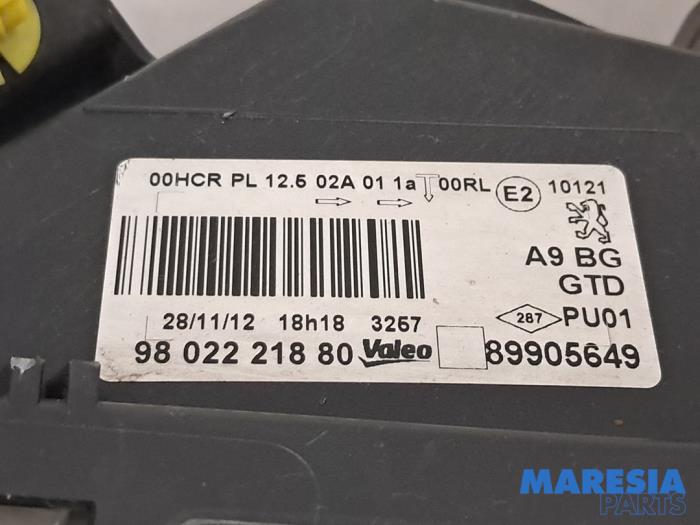 00HCR PL 12.5 02A 01 1a 00RL E2 10121
A9 BG
GTD
28/11/12 18h18 3257 287 PU01
98 022 218 80 Valeo 89905649
MARESIA
PARTS